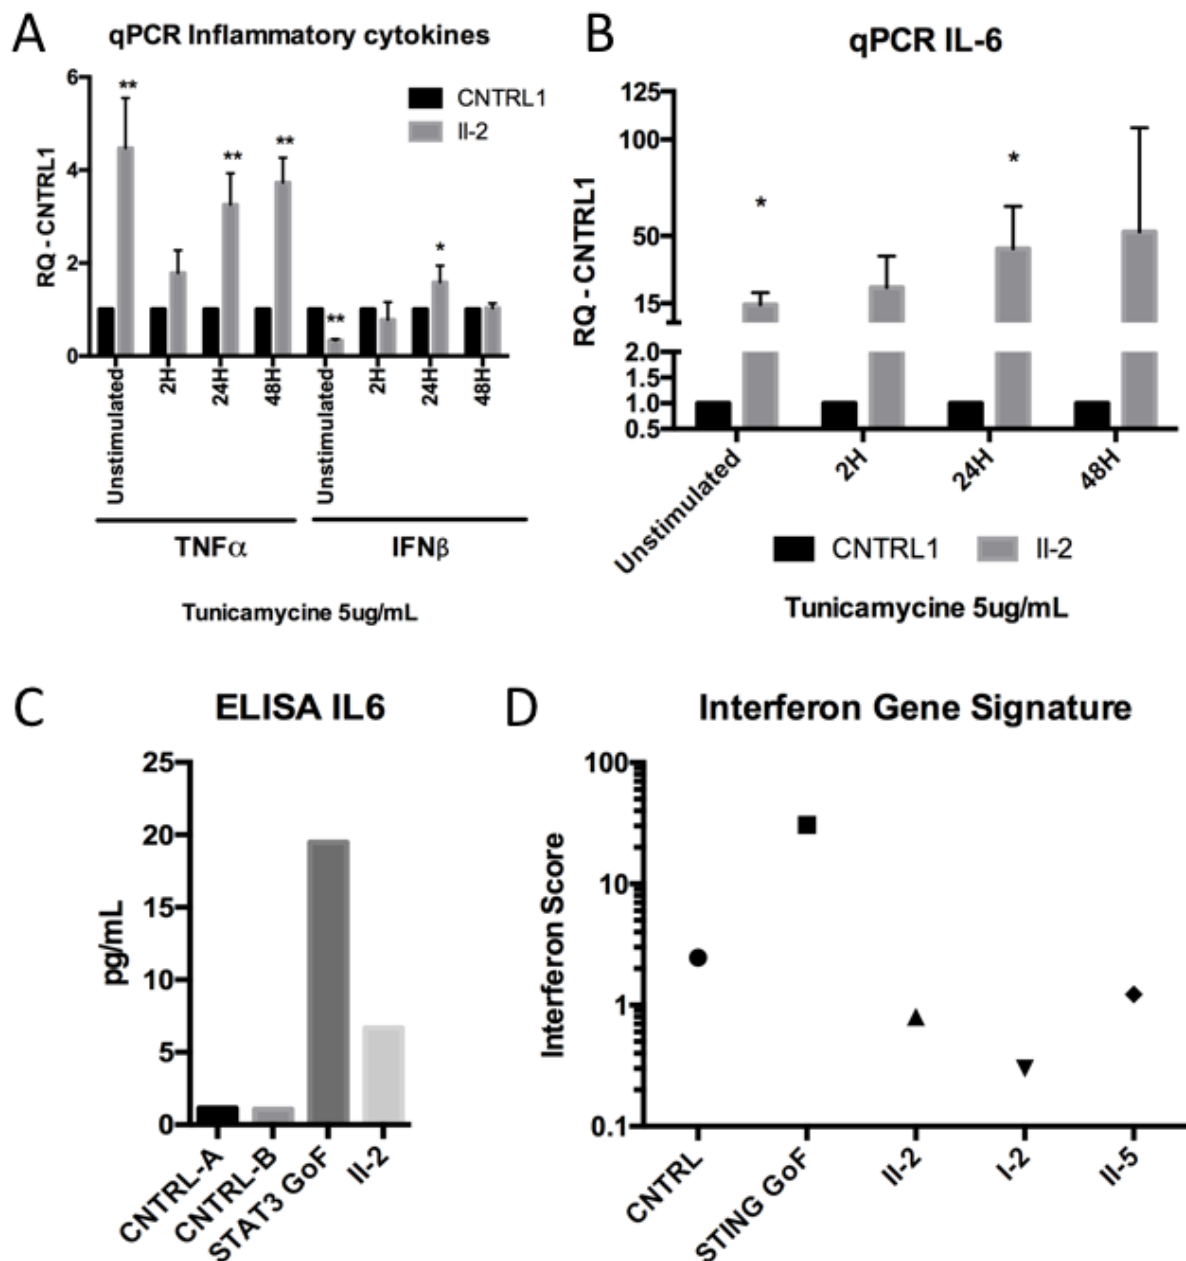 A
qPCR Inflammatory cytokines
RQ - CNTRL1
6
4
2
0
**
**
**
**
*
CNTRL1
II-2
Unstimulated
2H
24H
48H
Unstimulated
2H
24H
48H
TNFα
IFNβ
Tunicamycine 5ug/mL
B
qPCR IL-6
RQ - CNTRL1
125
100
50
15
2.0
1.5
1.0
0.5
*
*
Unstimulated
2H
24H
48H
CNTRL1
II-2
Tunicamycine 5ug/mL
C
ELISA IL6
pg/mL
25
20
15
10
5
0
CNTRL-A
CNTRL-B
STAT3 GoF
II-2
D
Interferon Gene Signature
Interferon Score
100
10
1
0.1
CNTRL
STING GoF
II-2
I-2
II-5